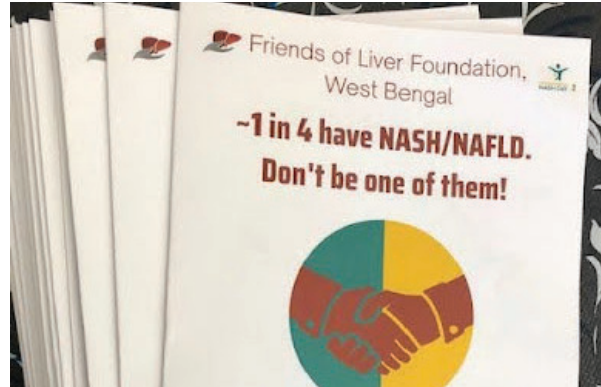 Friends of Liver Foundation,
West Bengal
~1 in 4 have NASH/NAFLD.
Don't be one of them!